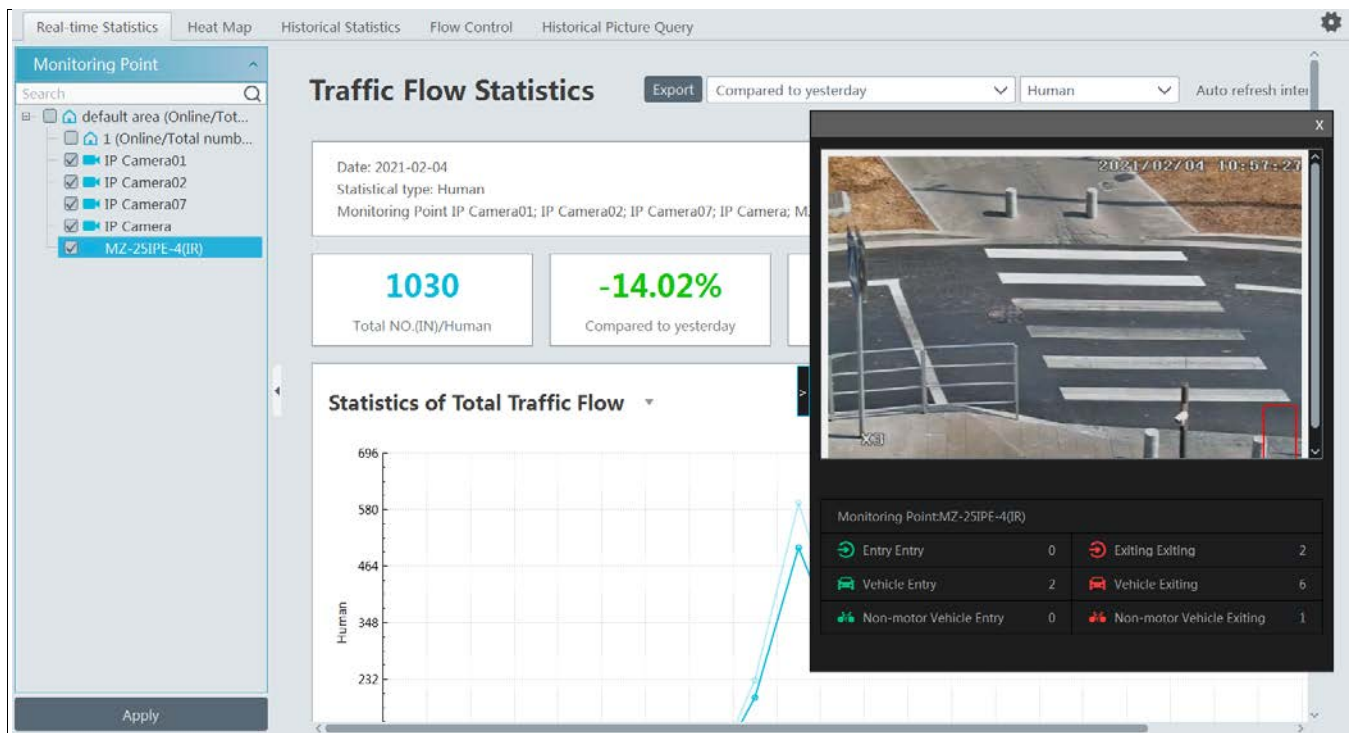 Real-time Statistics Heat Map Historical Statistics Flow Control Historical Picture Query
Monitoring Point
Search
default area (Online/Tot...
1 (Online/Total numb...
IP Camera01
IP Camera02
IP Camera07
IP Camera
MZ-25IPE-4(IR)
Apply
Traffic Flow Statistics Export Compared to yesterday Human Auto refresh inter
Date: 2021-02-04
Statistical type: Human
Monitoring Point IP Camera01; IP Camera02; IP Camera07; IP Camera; M
1030
Total NO.(IN)/Human
-14.02%
Compared to yesterday
Statistics of Total Traffic Flow
696
580
464
348
232
Human
X
2021/02/04 10:57:27
X3
Monitoring Point:MZ-25IPE-4(IR)
Entry Entry 0 Exiting Exiting 2
Vehicle Entry 2 Vehicle Exiting 6
Non-motor Vehicle Entry 0 Non-motor Vehicle Exiting 1